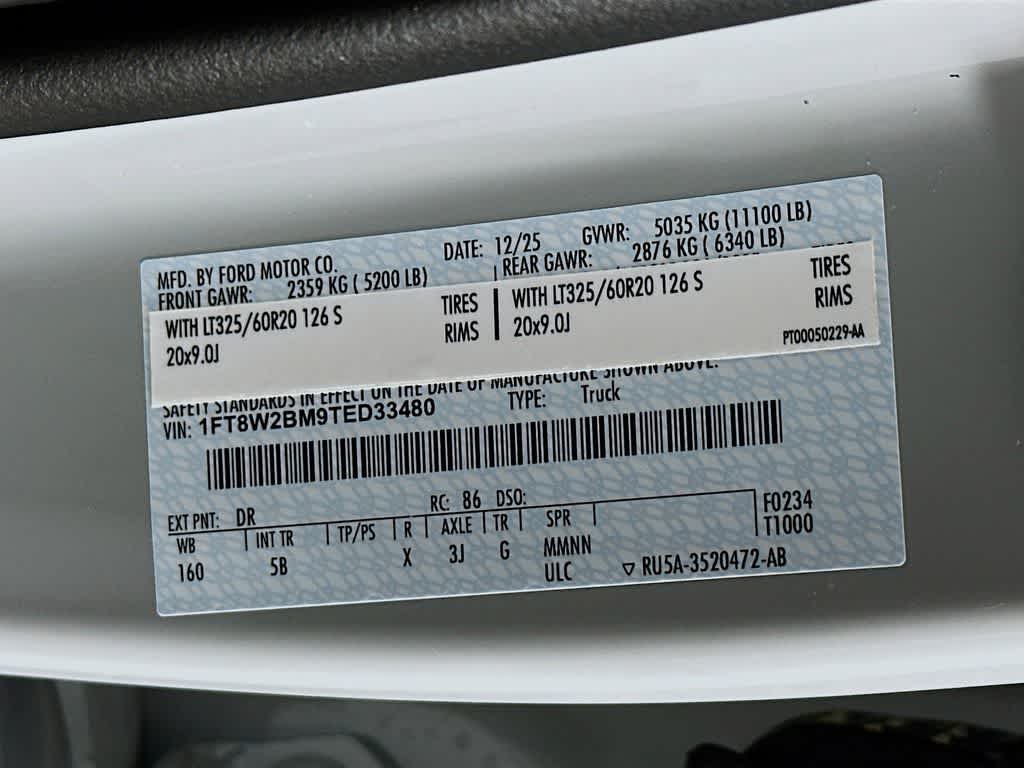 MFD. BY FORD MOTOR CO. DATE: 12/25 GVWR: 5035 KG (11100 LB)
FRONT GAWR: 2359 KG ( 5200 LB) REAR GAWR: 2876 KG ( 6340 LB)
WITH LT325/60R20 126 S TIRES WITH LT325/60R20 126 S TIRES
20x9.0J RIMS 20x9.0J RIMS
PT00050229-AA
SAFETY STANDARDS IN EFFECT ON THE DATE OF MANUFACTURE SHOWN ABOVE.
VIN: 1FT8W2BM9TED33480 TYPE: Truck
EXT PNT: DR RC: 86 DSO: F0234
WB INT TR TP/PS R AXLE TR SPR T1000
160 5B X 3J G MMNN
ULC ▽ RU5A-3520472-AB